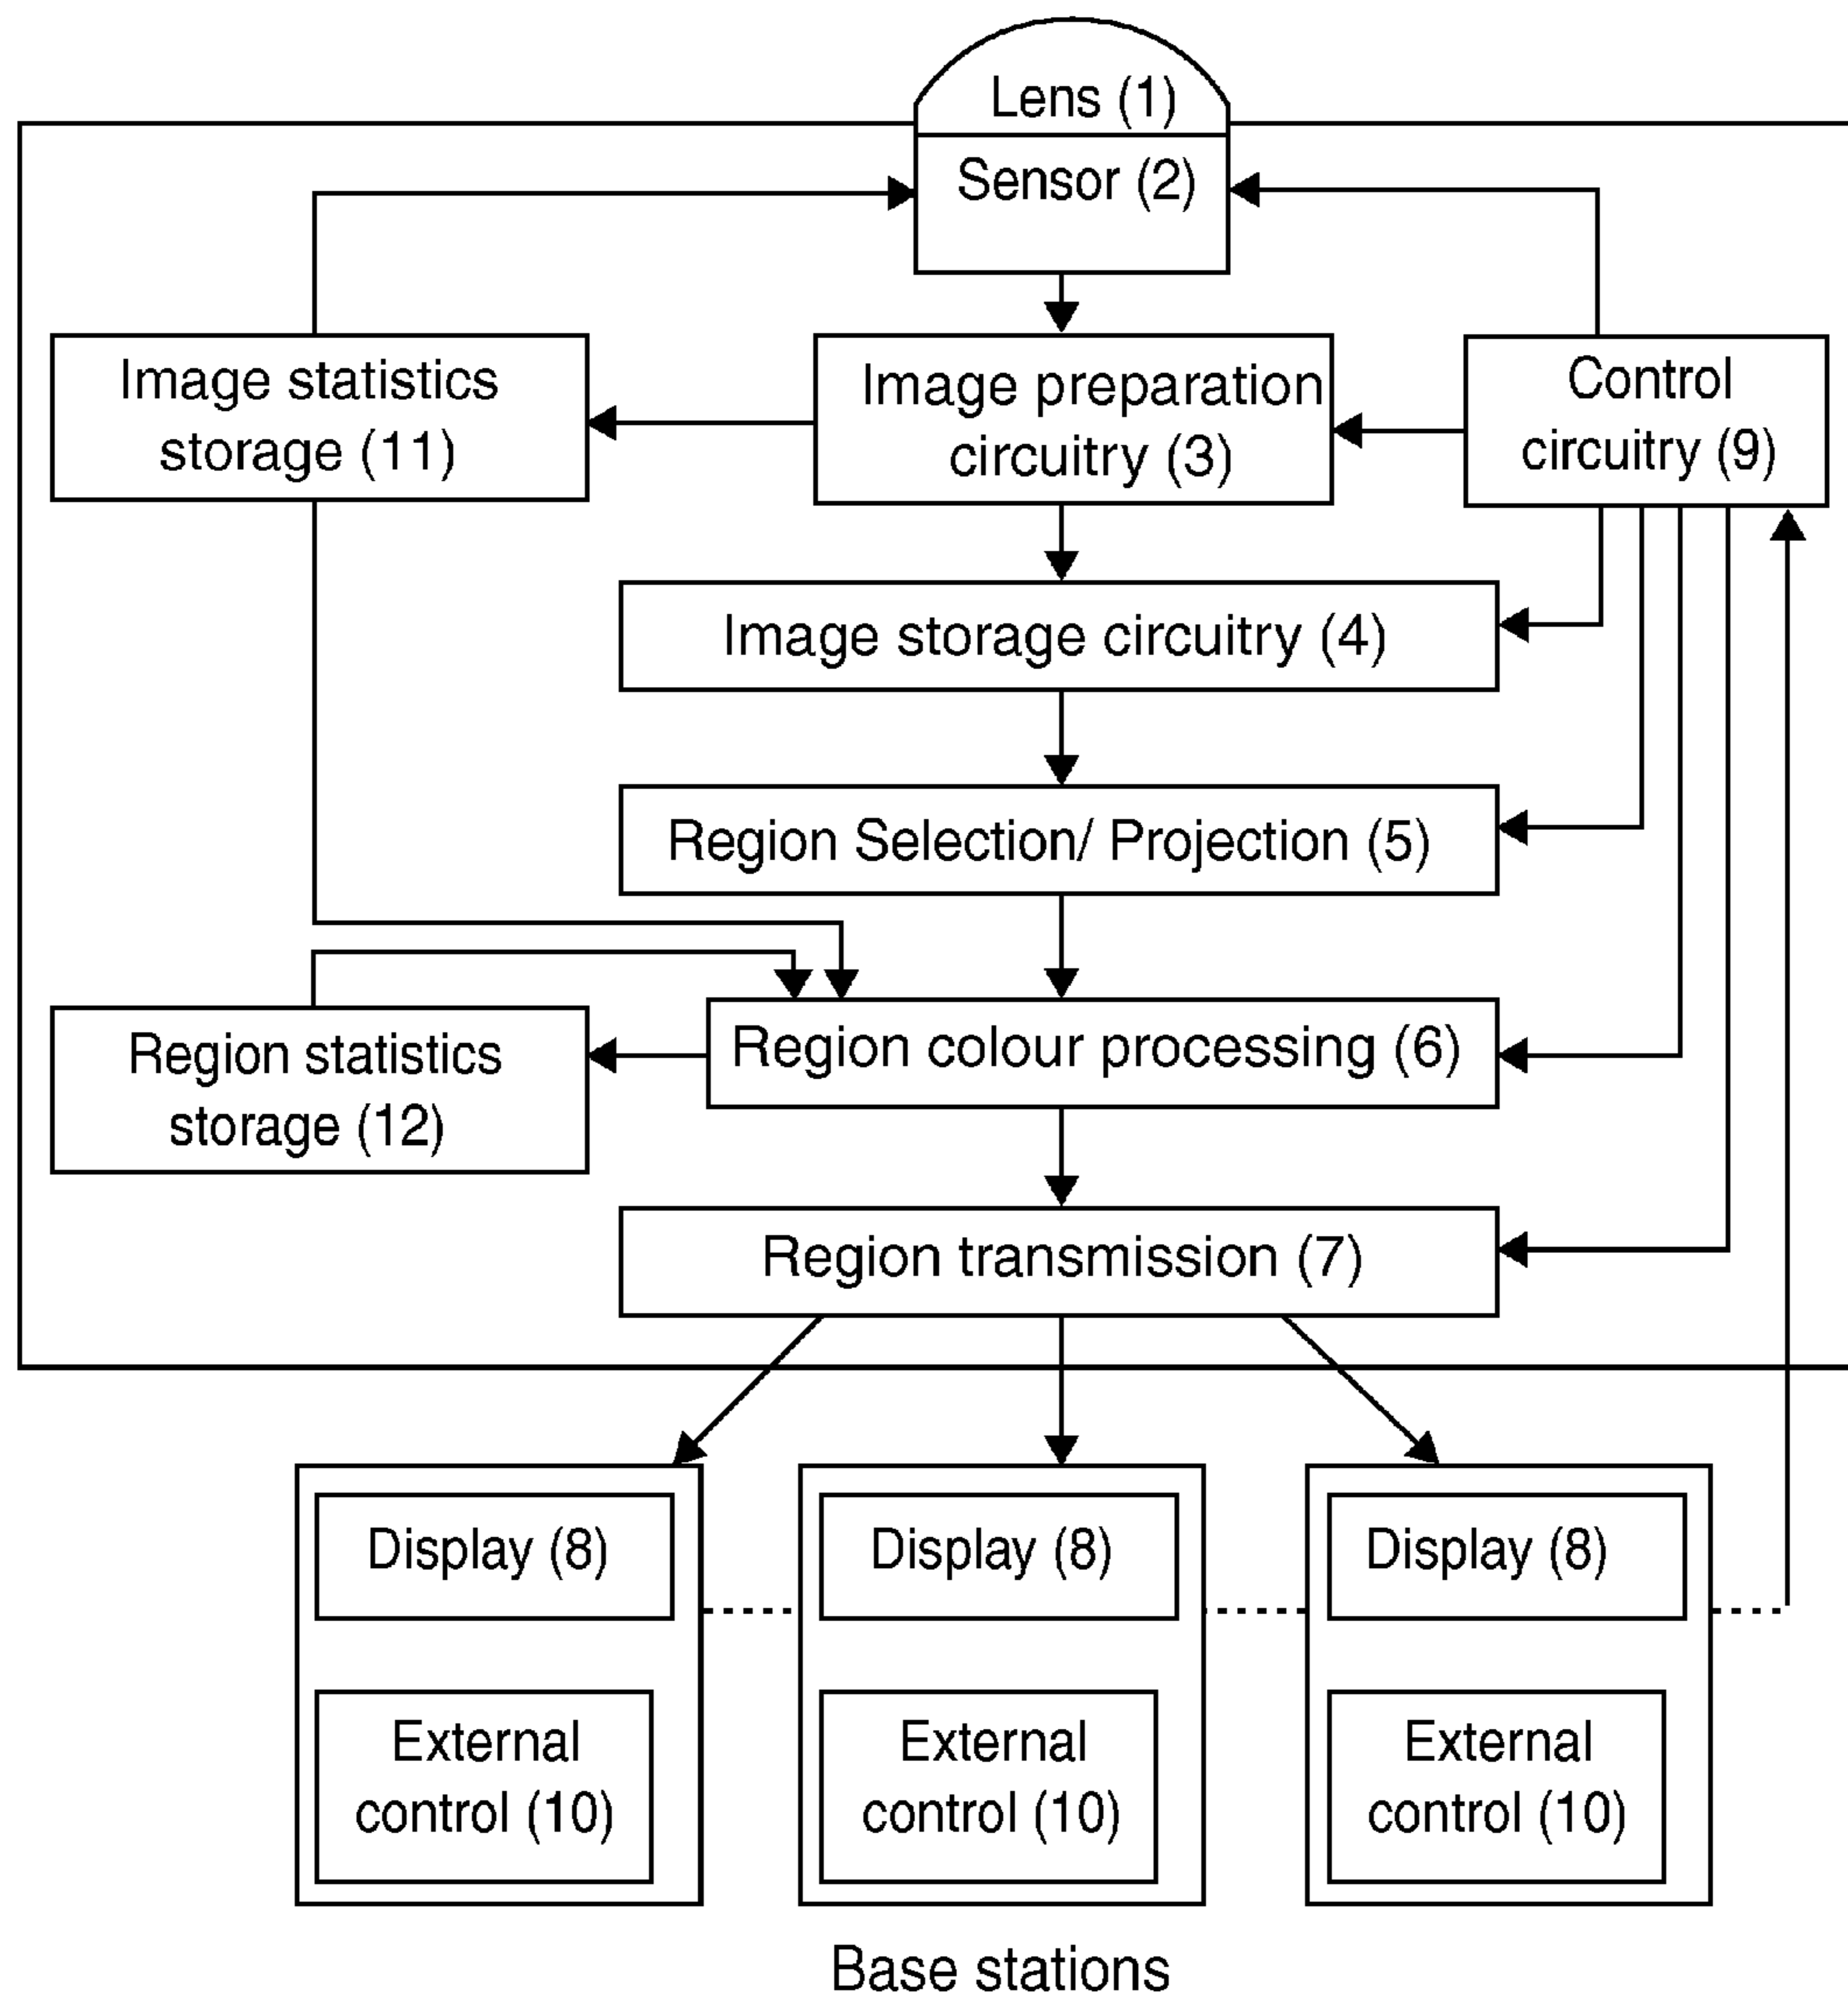 Lens (1)
Sensor (2)
Image statistics
storage (11)
Image preparation
circuitry (3)
Control
circuitry (9)
Image storage circuitry (4)
Region Selection/ Projection (5)
Region colour processing (6)
Region statistics
storage (12)
Region transmission (7)
Display (8)
External
control (10)
Display (8)
External
control (10)
Display (8)
External
control (10)
Base stations